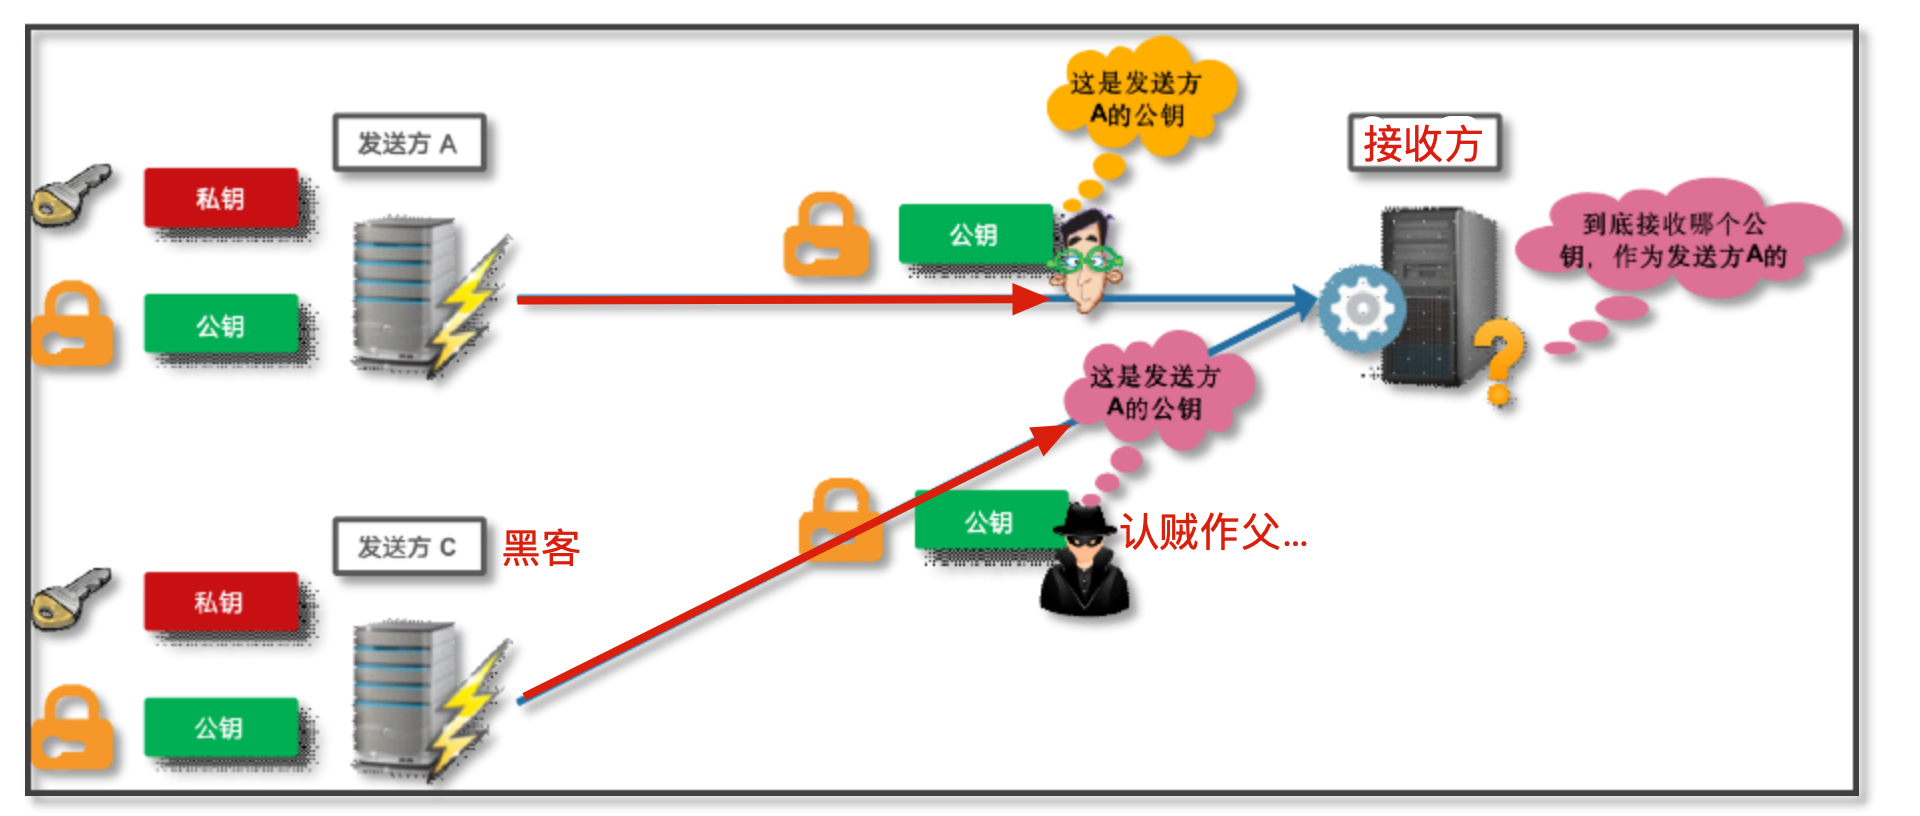 这是发送方
A的公钥
发送方 A
接收方
私钥
公钥
到底接收哪个公
钥，作为发送方A的
公钥
这是发送方
A的公钥
公钥
认贼作父...
发送方 C
黑客
私钥
公钥